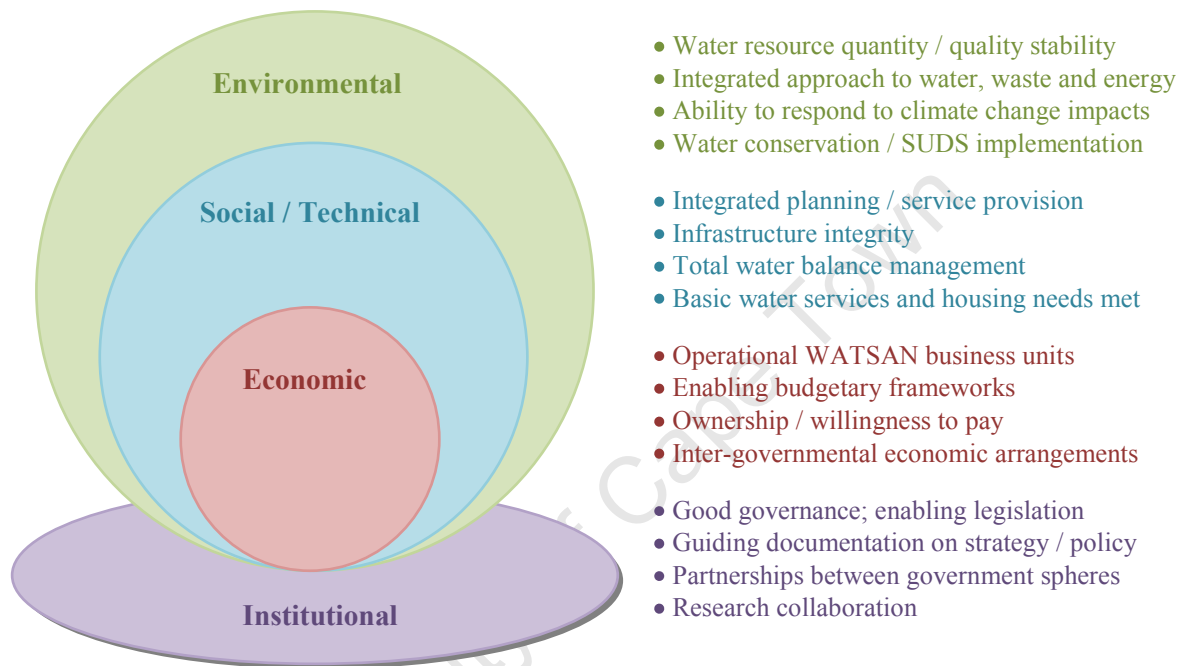 Environmental
Social / Technical
Economic
Institutional
• Water resource quantity / quality stability
• Integrated approach to water, waste and energy
• Ability to respond to climate change impacts
• Water conservation / SUDS implementation
• Integrated planning / service provision
• Infrastructure integrity
• Total water balance management
• Basic water services and housing needs met
• Operational WATSAN business units
• Enabling budgetary frameworks
• Ownership / willingness to pay
• Inter-governmental economic arrangements
• Good governance; enabling legislation
• Guiding documentation on strategy / policy
• Partnerships between government spheres
• Research collaboration
of Cape Town